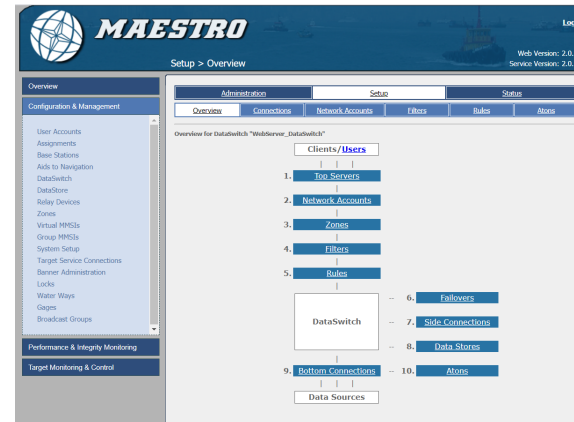 MAESTRO
Setup > Overview
Web Version: 2.0.
Service Version: 2.0.
Overview
Configuration & Management
User Accounts
Assignments
Base Stations
Aids to Navigation
DataSwitch
DataStore
Relay Devices
Zones
Virtual MMSIs
Group MMSIs
System Setup
Target Service Connections
Banner Administration
Locks
Water Ways
Gages
Broadcast Groups
Performance & Integrity Monitoring
Target Monitoring & Control
Administration Setup Status
Overview Connections Network Accounts Filters Rules Atons
Overview for DataSwitch "WebServer_DataSwitch"
Clients/Users
1. Top Servers
2. Network Accounts
3. Zones
4. Filters
5. Rules
-- 6. Failovers
DataSwitch -- 7. Side Connections
-- 8. Data Stores
9. Bottom Connections -- 10. Atons
Data Sources